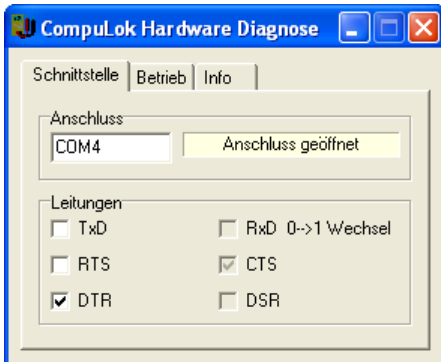 CompuLok Hardware Diagnose
Schnittstelle Betrieb Info
Anschluss
COM4 Anschluss geöffnet
Leitungen
TxD RxD 0-->1 Wechsel
RTS CTS
DTR DSR